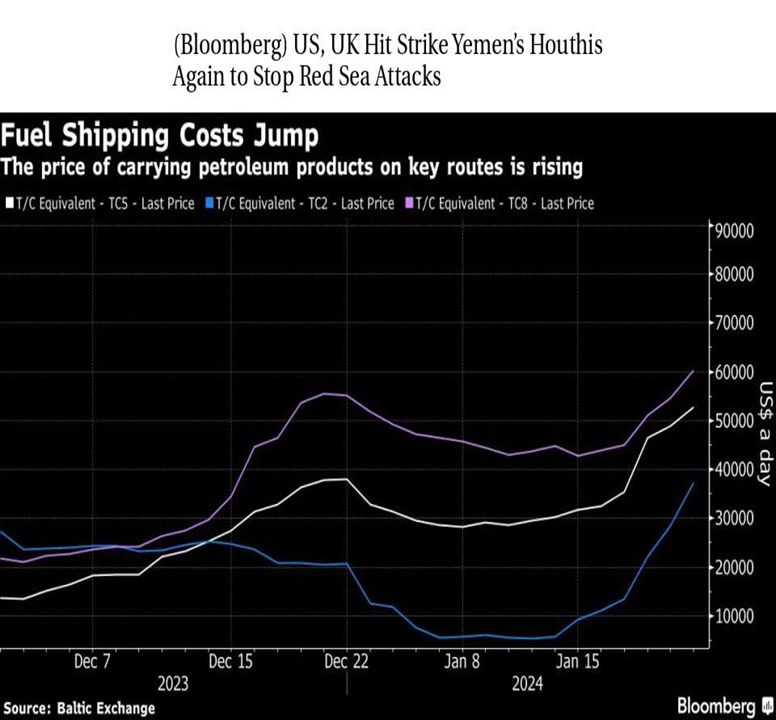 (Bloomberg) US, UK Hit Strike Yemen's Houthis
Again to Stop Red Sea Attacks
Fuel Shipping Costs Jump
The price of carrying petroleum products on key routes is rising
T/C Equivalent - TC5 - Last Price T/C Equivalent - TC2 - Last Price T/C Equivalent - TC8 - Last Price
90000
80000
70000
60000
50000
40000
30000
20000
10000
US$ a day
Dec 7 Dec 15 Dec 22 Jan 8 Jan 15
2023 2024
Source: Baltic Exchange
Bloomberg